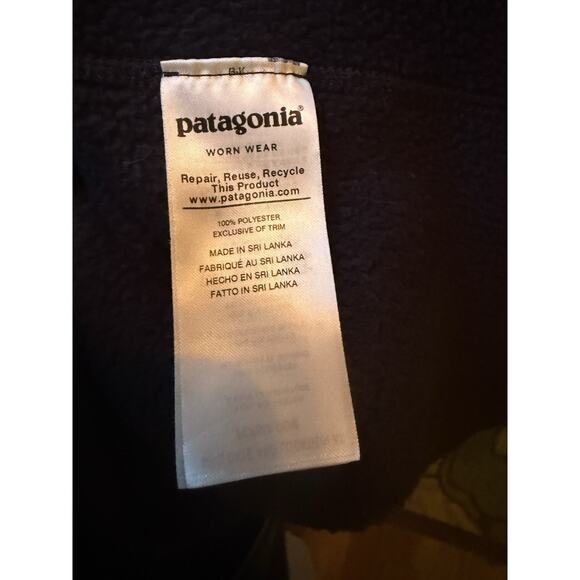 patagonia®
WORN WEAR
Repair, Reuse, Recycle
This Product
www.patagonia.com
100% POLYESTER
EXCLUSIVE OF TRIM
MADE IN SRI LANKA
FABRIQUÉ AU SRI LANKA
HECHO EN SRI LANKA
FATTO IN SRI LANKA